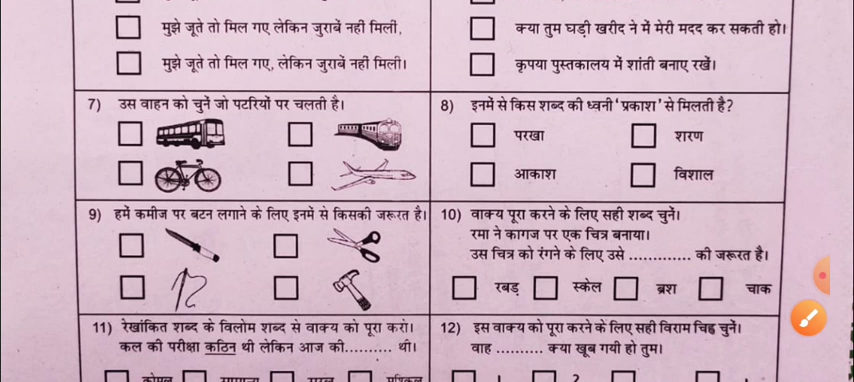 मुझे जूते तो मिल गए लेकिन जुराबें नहीं मिली,
मुझे जूते तो मिल गए, लेकिन जुराबें नहीं मिली।
क्या तुम घड़ी खरीद ने में मेरी मदद कर सकती हो।
कृपया पुस्तकालय में शांती बनाए रखें।
7) उस वाहन को चुनें जो पटरियों पर चलती है।
8) इनमें से किस शब्द की ध्वनी 'प्रकाश' से मिलती है?
परखा शरण
आकाश विशाल
9) हमें कमीज पर बटन लगाने के लिए इनमें से किसकी जरूरत है।
10) वाक्य पूरा करने के लिए सही शब्द चुनें।
रमा ने कागज पर एक चित्र बनाया।
उस चित्र को रंगने के लिए उसे ............. की जरूरत है।
रबड़ स्केल ब्रश चाक
11) रेखांकित शब्द के विलोम शब्द से वाक्य को पूरा करो।
कल की परीक्षा कठिन थी लेकिन आज की.......... थी।
12) इस वाक्य को पूरा करने के लिए सही विराम चिह्न चुनें।
वाह .......... क्या खूब गयी हो तुम।